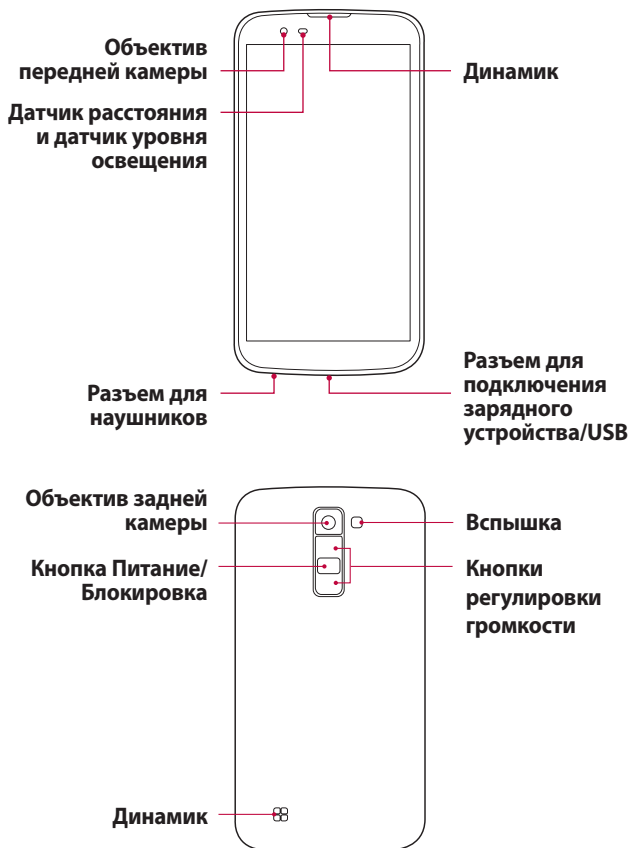 Объектив
передней камеры
Динамик
Датчик расстояния
и датчик уровня
освещения
Разъем для
наушников
Разъем для
подключения
зарядного
устройства/USB
Объектив задней
камеры
Вспышка
Кнопка Питание/
Блокировка
Кнопки
регулировки
громкости
Динамик